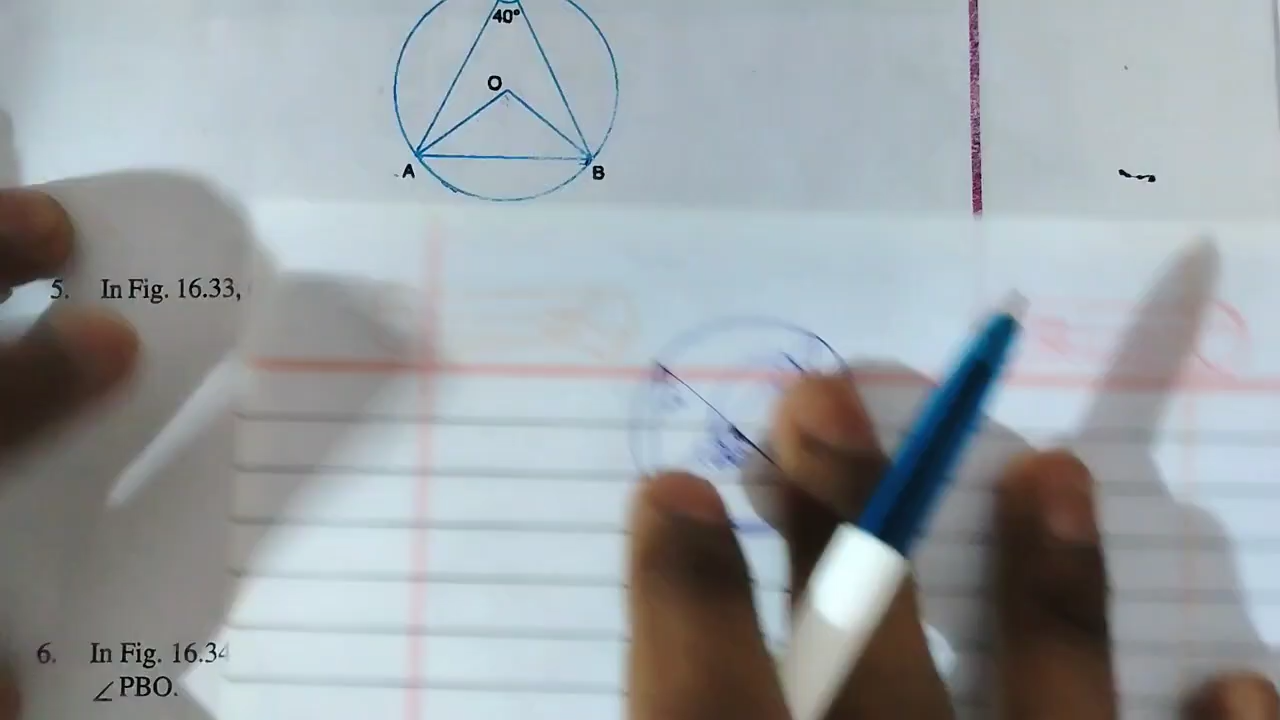 40°
O
A
B
5. In Fig. 16.33,
6. In Fig. 16.34
∠PBO.